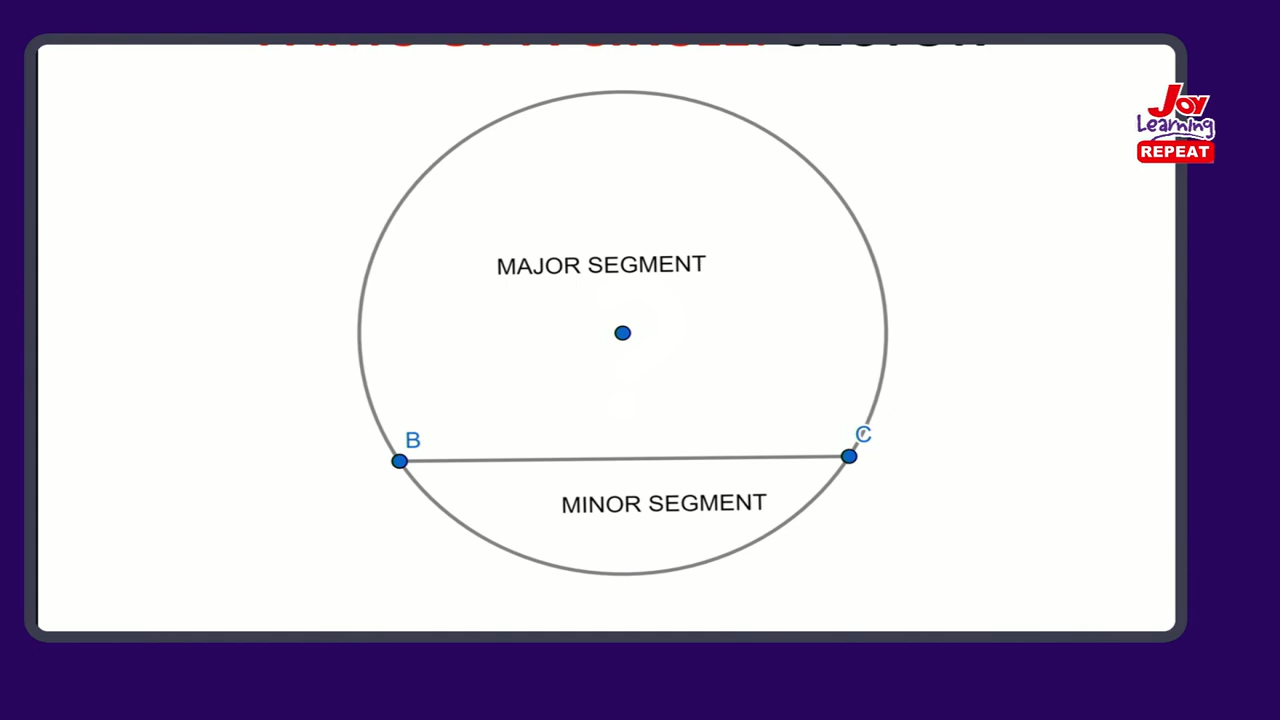 Joy
Learning
REPEAT
MAJOR SEGMENT
B
C
MINOR SEGMENT